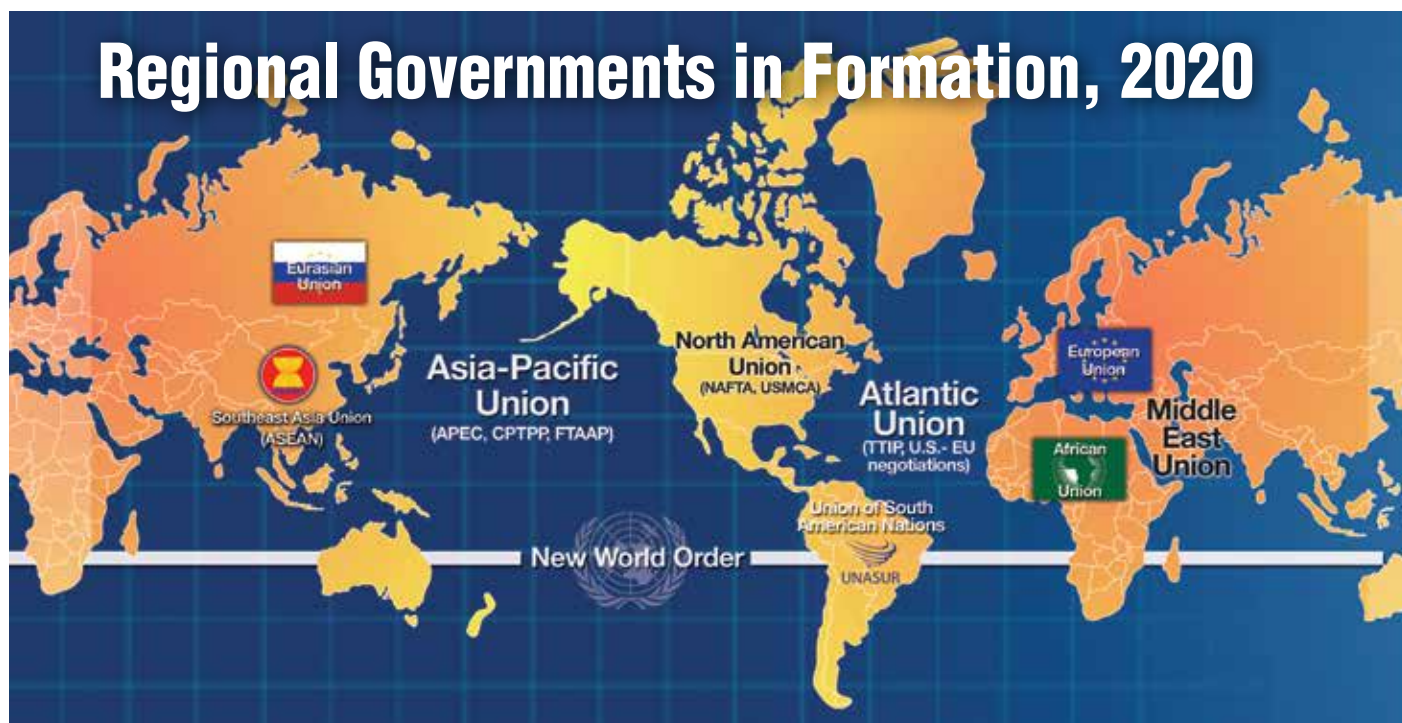 Regional Governments in Formation, 2020
Eurasian
Union
Southeast Asia Union
(ASEAN)
Asia-Pacific
Union
(APEC, CPTPP, FTAAP)
North American
Union
(NAFTA, USMCA)
Atlantic
Union
(TTIP, U.S.- EU
negotiations)
European
Union
Middle
East
Union
African
Union
Union of South
American Nations
UNASUR
New World Order